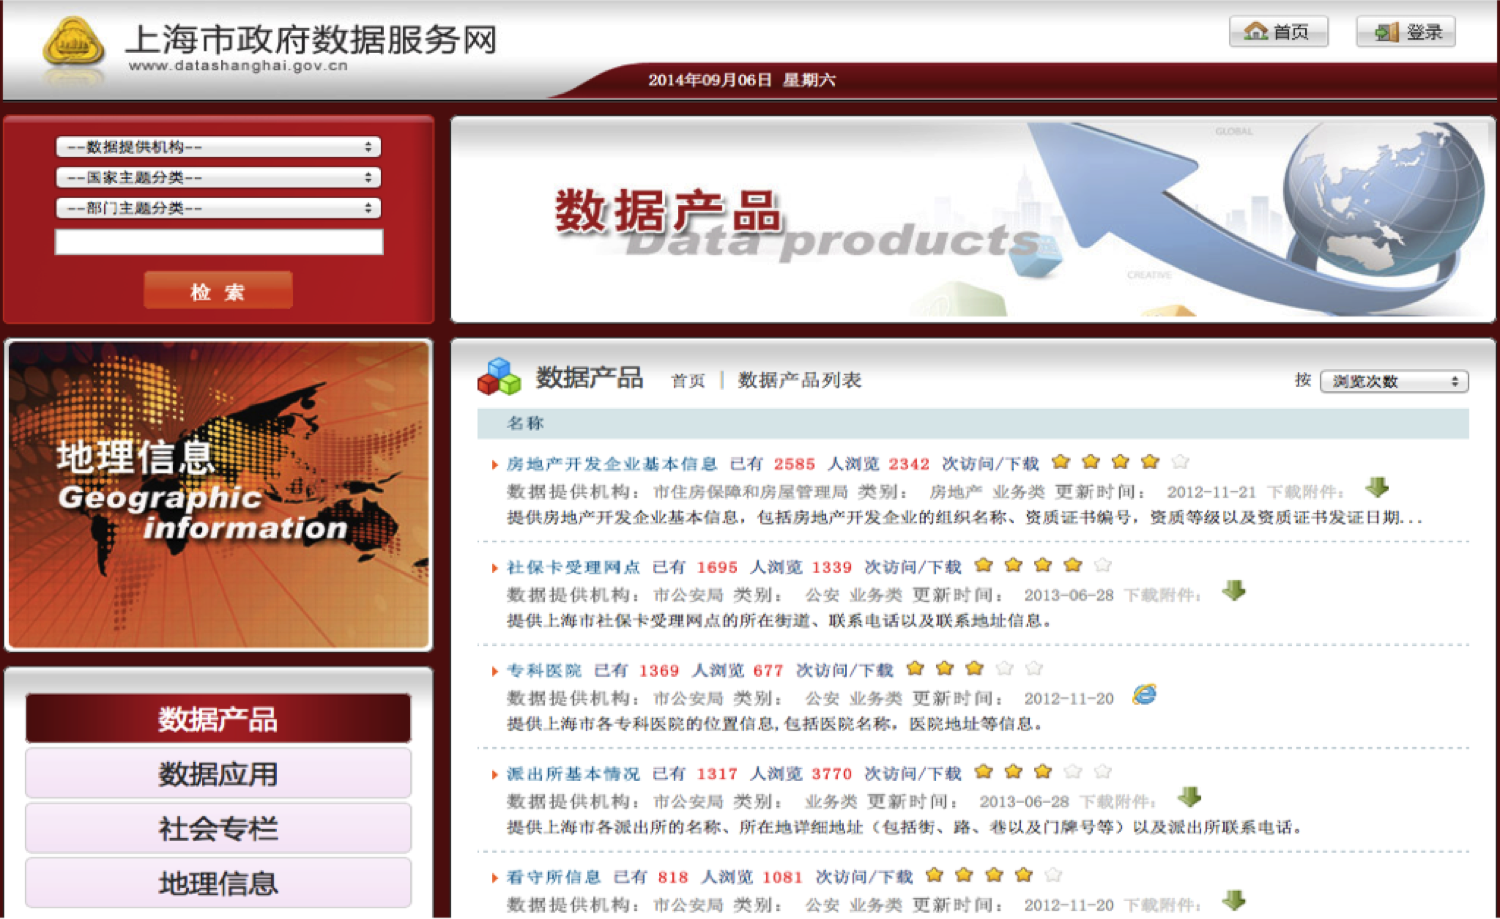 上海市政府数据服务网
www.datashanghai.gov.cn
首页
登录
2014年09月06日 星期六
--数据提供机构--
--国家主题分类--
--部门主题分类--
检 索
GLOBAL
数据产品
Data products
CREATIVE
地理信息
Geographic
information
数据产品
数据应用
社会专栏
地理信息
数据产品 首页 | 数据产品列表
按 浏览次数
名称
房地产开发企业基本信息 已有 2585 人浏览 2342 次访问/下载
数据提供机构： 市住房保障和房屋管理局 类别： 房地产 业务类 更新时间： 2012-11-21 下载附件：
提供房地产开发企业基本信息，包括房地产开发企业的组织名称、资质证书编号，资质等级以及资质证书发证日期...
社保卡受理网点 已有 1695 人浏览 1339 次访问/下载
数据提供机构： 市公安局 类别： 公安 业务类 更新时间： 2013-06-28 下载附件：
提供上海市社保卡受理网点的所在街道、联系电话以及联系地址信息。
专科医院 已有 1369 人浏览 677 次访问/下载
数据提供机构： 市公安局 类别： 公安 业务类 更新时间： 2012-11-20
提供上海市各专科医院的位置信息,包括医院名称，医院地址等信息。
派出所基本情况 已有 1317 人浏览 3770 次访问/下载
数据提供机构： 市公安局 类别： 业务类 更新时间： 2013-06-28 下载附件：
提供上海市各派出所的名称、所在地详细地址（包括街、路、巷以及门牌号等）以及派出所联系电话。
看守所信息 已有 818 人浏览 1081 次访问/下载
数据提供机构： 市公安局 类别： 公安 业务类 更新时间： 2012-11-20 下载附件：